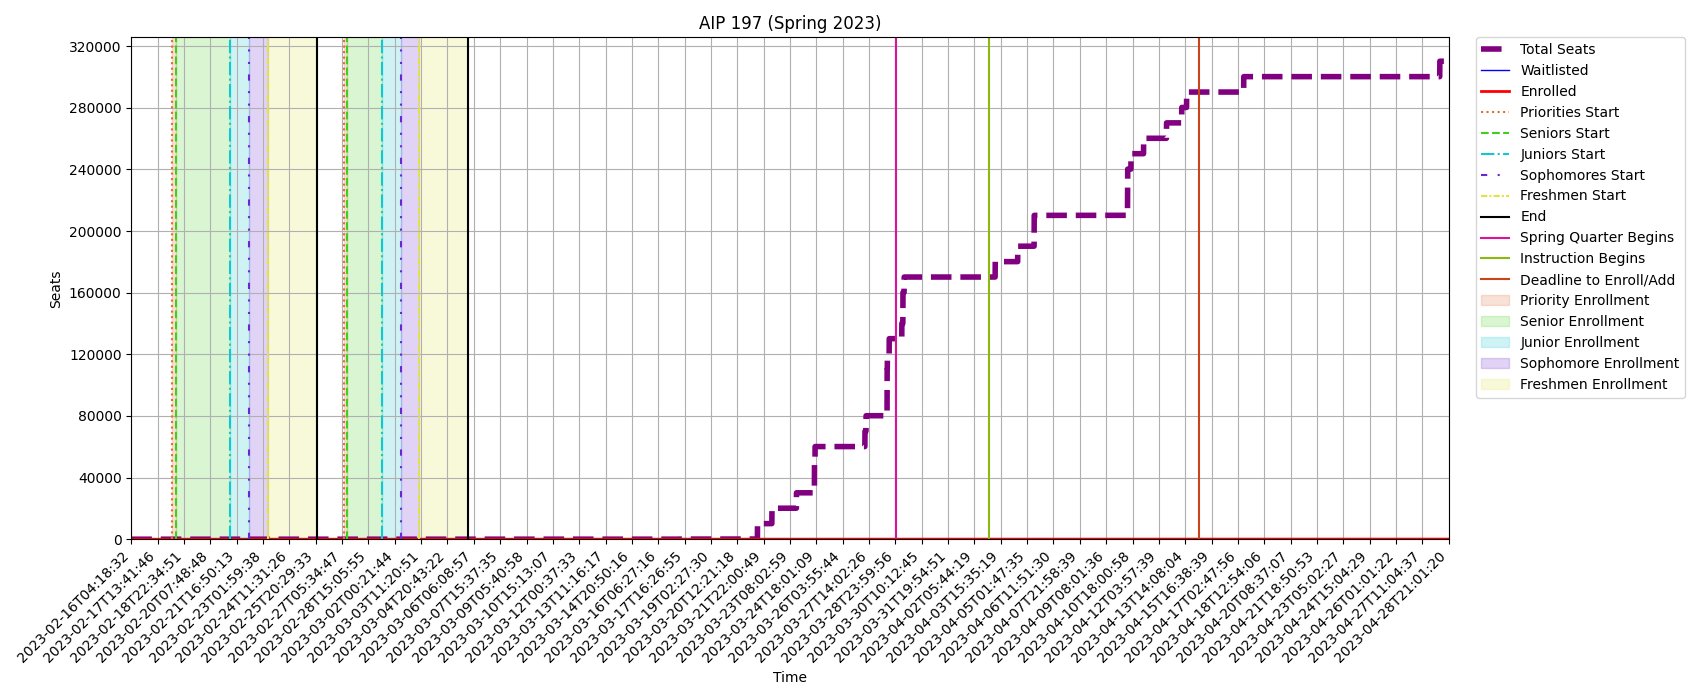 AIP 197 (Spring 2023)
320000
280000
240000
200000
160000
120000
80000
40000
0
Seats
2023-02-16T04:18:32
2023-02-17T13:41:46
2023-02-18T22:34:51
2023-02-20T07:48:48
2023-02-21T16:50:13
2023-02-23T01:59:38
2023-02-24T11:31:26
2023-02-25T20:29:33
2023-02-27T05:34:47
2023-02-28T15:05:55
2023-03-02T00:21:44
2023-03-03T11:20:51
2023-03-04T20:43:22
2023-03-06T06:08:57
2023-03-07T15:37:35
2023-03-09T05:40:58
2023-03-10T15:13:07
2023-03-12T00:37:33
2023-03-13T11:16:17
2023-03-14T20:50:16
2023-03-16T06:27:16
2023-03-17T16:26:55
2023-03-19T02:27:30
2023-03-20T12:21:18
2023-03-21T22:00:49
2023-03-23T08:02:59
2023-03-24T18:01:09
2023-03-26T03:55:44
2023-03-27T14:02:26
2023-03-28T23:59:56
2023-03-30T10:12:45
2023-03-31T19:54:51
2023-04-02T05:44:19
2023-04-03T15:35:19
2023-04-05T01:47:35
2023-04-06T11:51:30
2023-04-07T21:58:39
2023-04-09T08:01:36
2023-04-10T18:00:58
2023-04-12T03:57:39
2023-04-13T14:08:04
2023-04-15T16:38:39
2023-04-17T02:47:56
2023-04-18T12:54:06
2023-04-20T08:37:07
2023-04-21T18:50:53
2023-04-23T05:02:27
2023-04-24T15:04:29
2023-04-26T01:01:22
2023-04-27T11:04:37
2023-04-28T21:01:20
Time
Total Seats
Waitlisted
Enrolled
Priorities Start
Seniors Start
Juniors Start
Sophomores Start
Freshmen Start
End
Spring Quarter Begins
Instruction Begins
Deadline to Enroll/Add
Priority Enrollment
Senior Enrollment
Junior Enrollment
Sophomore Enrollment
Freshmen Enrollment